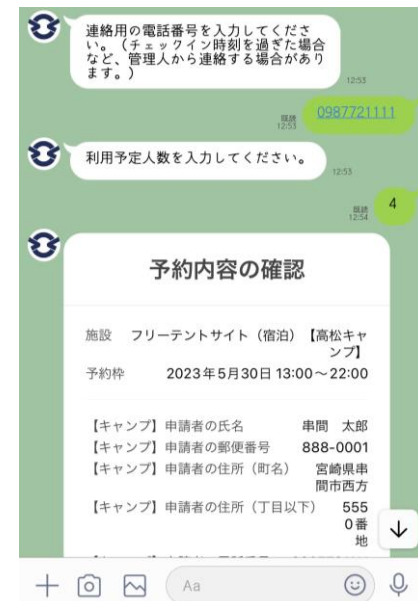 連絡用の電話番号を入力してくださ
い。（チェックイン時刻を過ぎた場合
など、管理人から連絡する場合があり
ます。）
12:53
既読
12:53
0987721111
利用予定人数を入力してください。
12:53
既読
12:54
4
予約内容の確認
施設 フリーテントサイト（宿泊）【高松キャ
ンプ】
予約枠 2023年5月30日 13:00～22:00
【キャンプ】申請者の氏名 串間 太郎
【キャンプ】申請者の郵便番号 888-0001
【キャンプ】申請者の住所（町名） 宮崎県串
間市西方
【キャンプ】申請者の住所（丁目以下） 555
0番
地
Aa